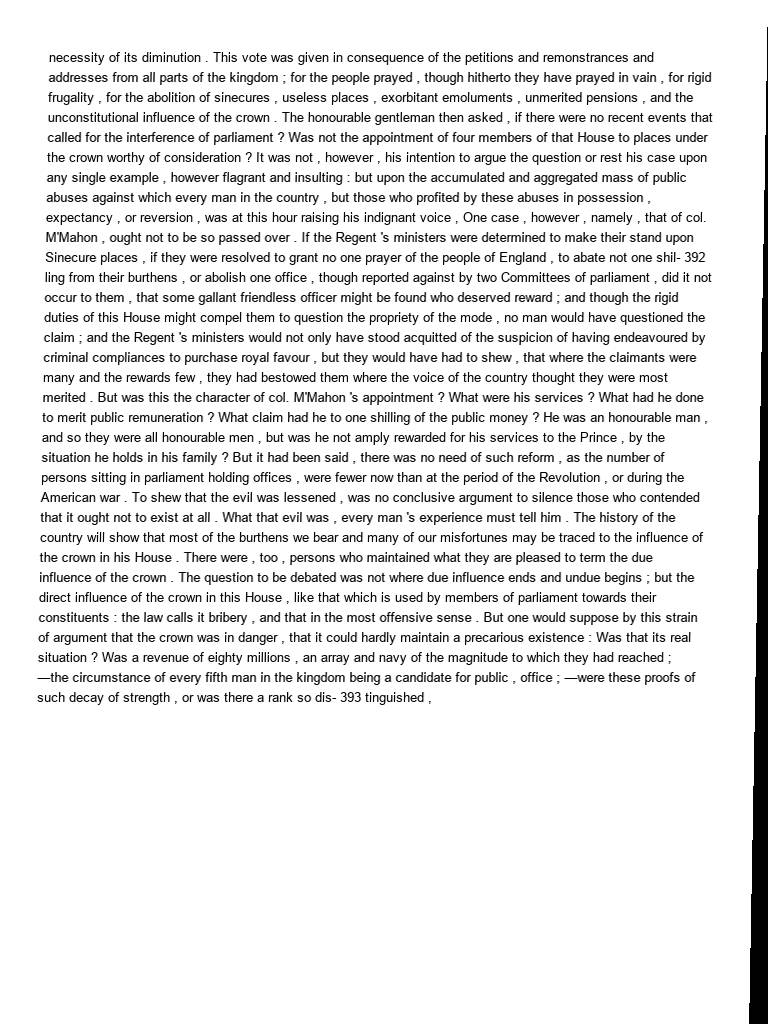 necessity of its diminution . This vote was given in consequence of the petitions and remonstrances and
addresses from all parts of the kingdom ; for the people prayed , though hitherto they have prayed in vain , for rigid
frugality , for the abolition of sinecures , useless places , exorbitant emoluments , unmerited pensions , and the
unconstitutional influence of the crown . The honourable gentleman then asked , if there were no recent events that
called for the interference of parliament ? Was not the appointment of four members of that House to places under
the crown worthy of consideration ? It was not , however , his intention to argue the question or rest his case upon
any single example , however flagrant and insulting : but upon the accumulated and aggregated mass of public
abuses against which every man in the country , but those who profited by these abuses in possession ,
expectancy , or reversion , was at this hour raising his indignant voice , One case , however , namely , that of col.
M'Mahon , ought not to be so passed over . If the Regent 's ministers were determined to make their stand upon
Sinecure places , if they were resolved to grant no one prayer of the people of England , to abate not one shil- 392
ling from their burthens , or abolish one office , though reported against by two Committees of parliament , did it not
occur to them , that some gallant friendless officer might be found who deserved reward ; and though the rigid
duties of this House might compel them to question the propriety of the mode , no man would have questioned the
claim ; and the Regent 's ministers would not only have stood acquitted of the suspicion of having endeavoured by
criminal compliances to purchase royal favour , but they would have had to shew , that where the claimants were
many and the rewards few , they had bestowed them where the voice of the country thought they were most
merited . But was this the character of col. M'Mahon 's appointment ? What were his services ? What had he done
to merit public remuneration ? What claim had he to one shilling of the public money ? He was an honourable man ,
and so they were all honourable men , but was he not amply rewarded for his services to the Prince , by the
situation he holds in his family ? But it had been said , there was no need of such reform , as the number of
persons sitting in parliament holding offices , were fewer now than at the period of the Revolution , or during the
American war . To shew that the evil was lessened , was no conclusive argument to silence those who contended
that it ought not to exist at all . What that evil was , every man 's experience must tell him . The history of the
country will show that most of the burthens we bear and many of our misfortunes may be traced to the influence of
the crown in his House . There were , too , persons who maintained what they are pleased to term the due
influence of the crown . The question to be debated was not where due influence ends and undue begins ; but the
direct influence of the crown in this House , like that which is used by members of parliament towards their
constituents : the law calls it bribery , and that in the most offensive sense . But one would suppose by this strain
of argument that the crown was in danger , that it could hardly maintain a precarious existence : Was that its real
situation ? Was a revenue of eighty millions , an array and navy of the magnitude to which they had reached ;
—the circumstance of every fifth man in the kingdom being a candidate for public , office ; —were these proofs of
such decay of strength , or was there a rank so dis- 393 tinguished ,